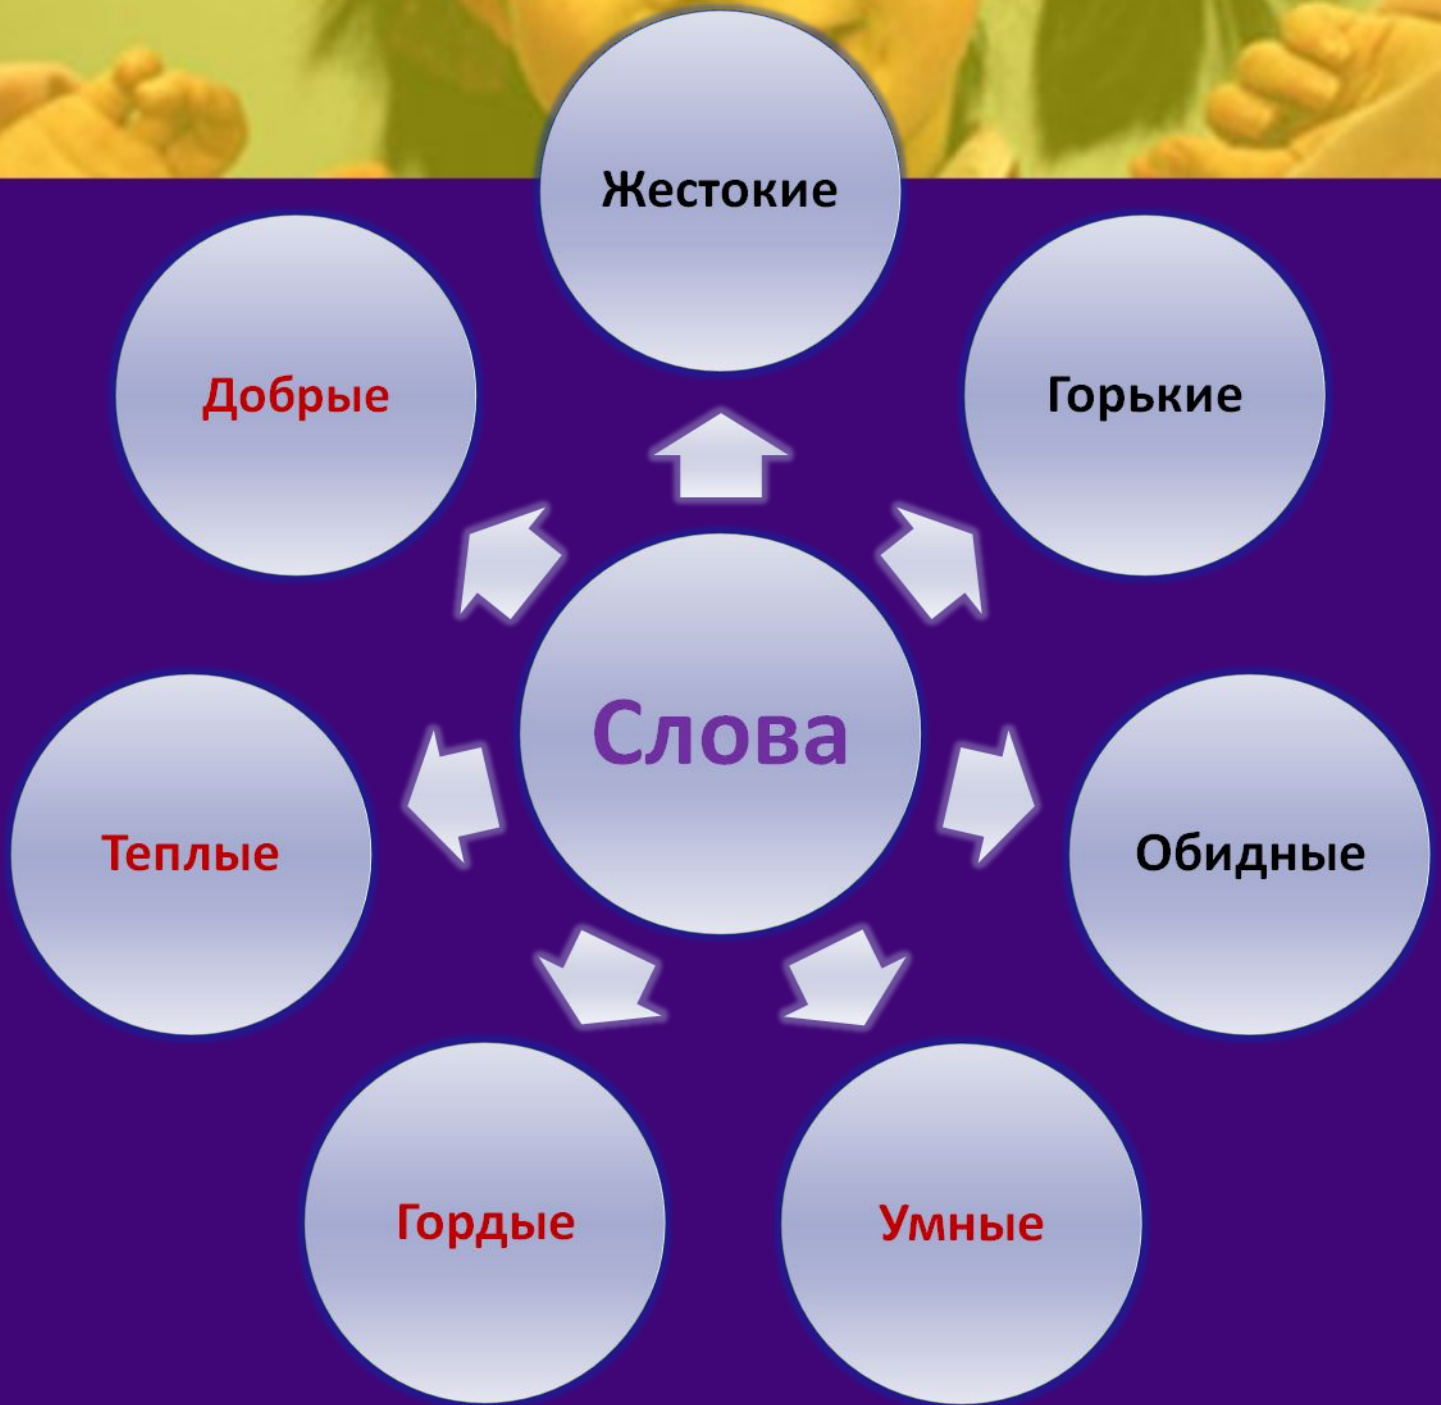 Жестокие
Добрые
Горькие
Слова
Теплые
Обидные
Гордые
Умные